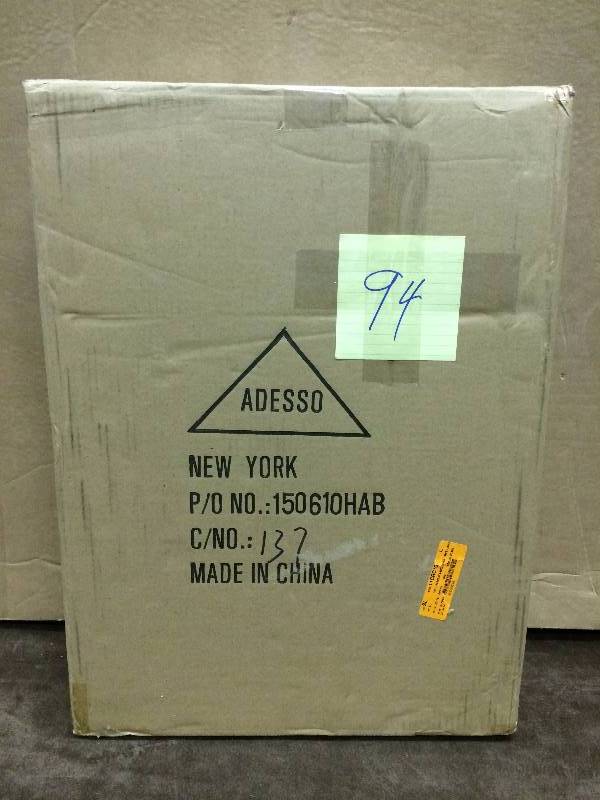 94
ADESSO
NEW YORK
P/O NO.:150610HAB
C/NO.: 137
MADE IN CHINA